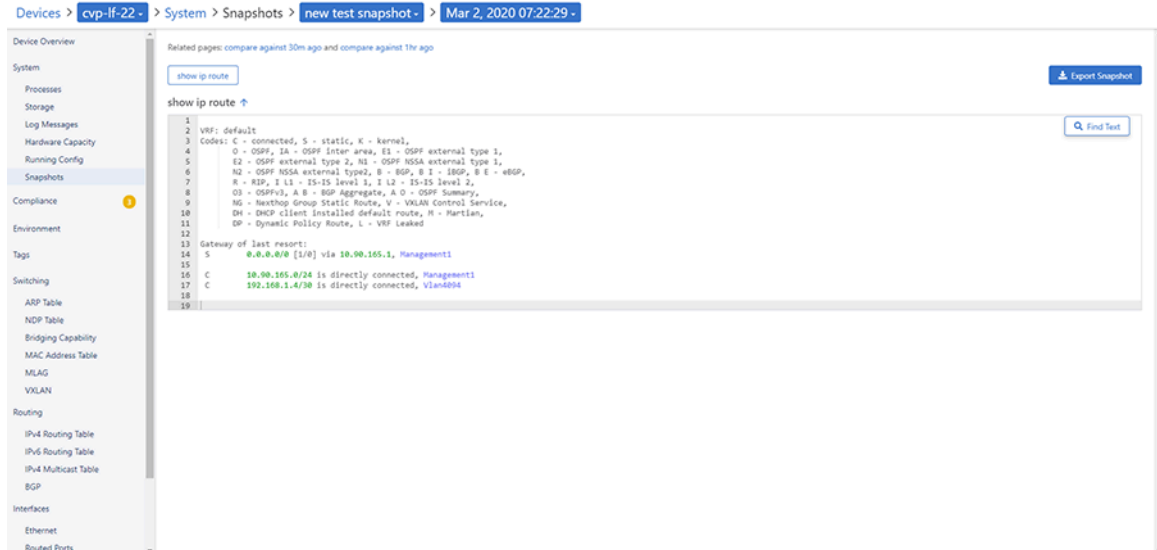 Devices > cvp-lf-22 > System > Snapshots > new test snapshot > Mar 2, 2020 07:22:29
Device Overview
System
Processes
Storage
Log Messages
Hardware Capacity
Running Config
Snapshots
Compliance 3
Environment
Tags
Switching
ARP Table
NDP Table
Bridging Capability
MAC Address Table
MLAG
VXLAN
Routing
IPv4 Routing Table
IPv6 Routing Table
IPv4 Multicast Table
BGP
Interfaces
Ethernet
Routed Ports
Related pages: compare against 30m ago and compare against 1hr ago
show ip route
Export Snapshot
show ip route
Find Text
1
2 VRF: default
3 Codes: C - connected, S - static, K - kernel,
4 O - OSPF, IA - OSPF inter area, E1 - OSPF external type 1,
5 E2 - OSPF external type 2, N1 - OSPF NSSA external type 1,
6 N2 - OSPF NSSA external type2, B - BGP, B I - iBGP, B E - eBGP,
7 R - RIP, I L1 - IS-IS level 1, I L2 - IS-IS level 2,
8 O3 - OSPFv3, A B - BGP Aggregate, A O - OSPF Summary,
9 NG - Nexthop Group Static Route, V - VXLAN Control Service,
10 DH - DHCP client installed default route, M - Martian,
11 DP - Dynamic Policy Route, L - VRF Leaked
12
13 Gateway of last resort:
14 S 0.0.0.0/0 [1/0] via 10.90.165.1, Management1
15
16 C 10.90.165.0/24 is directly connected, Management1
17 C 192.168.1.4/30 is directly connected, Vlan4094
18
19